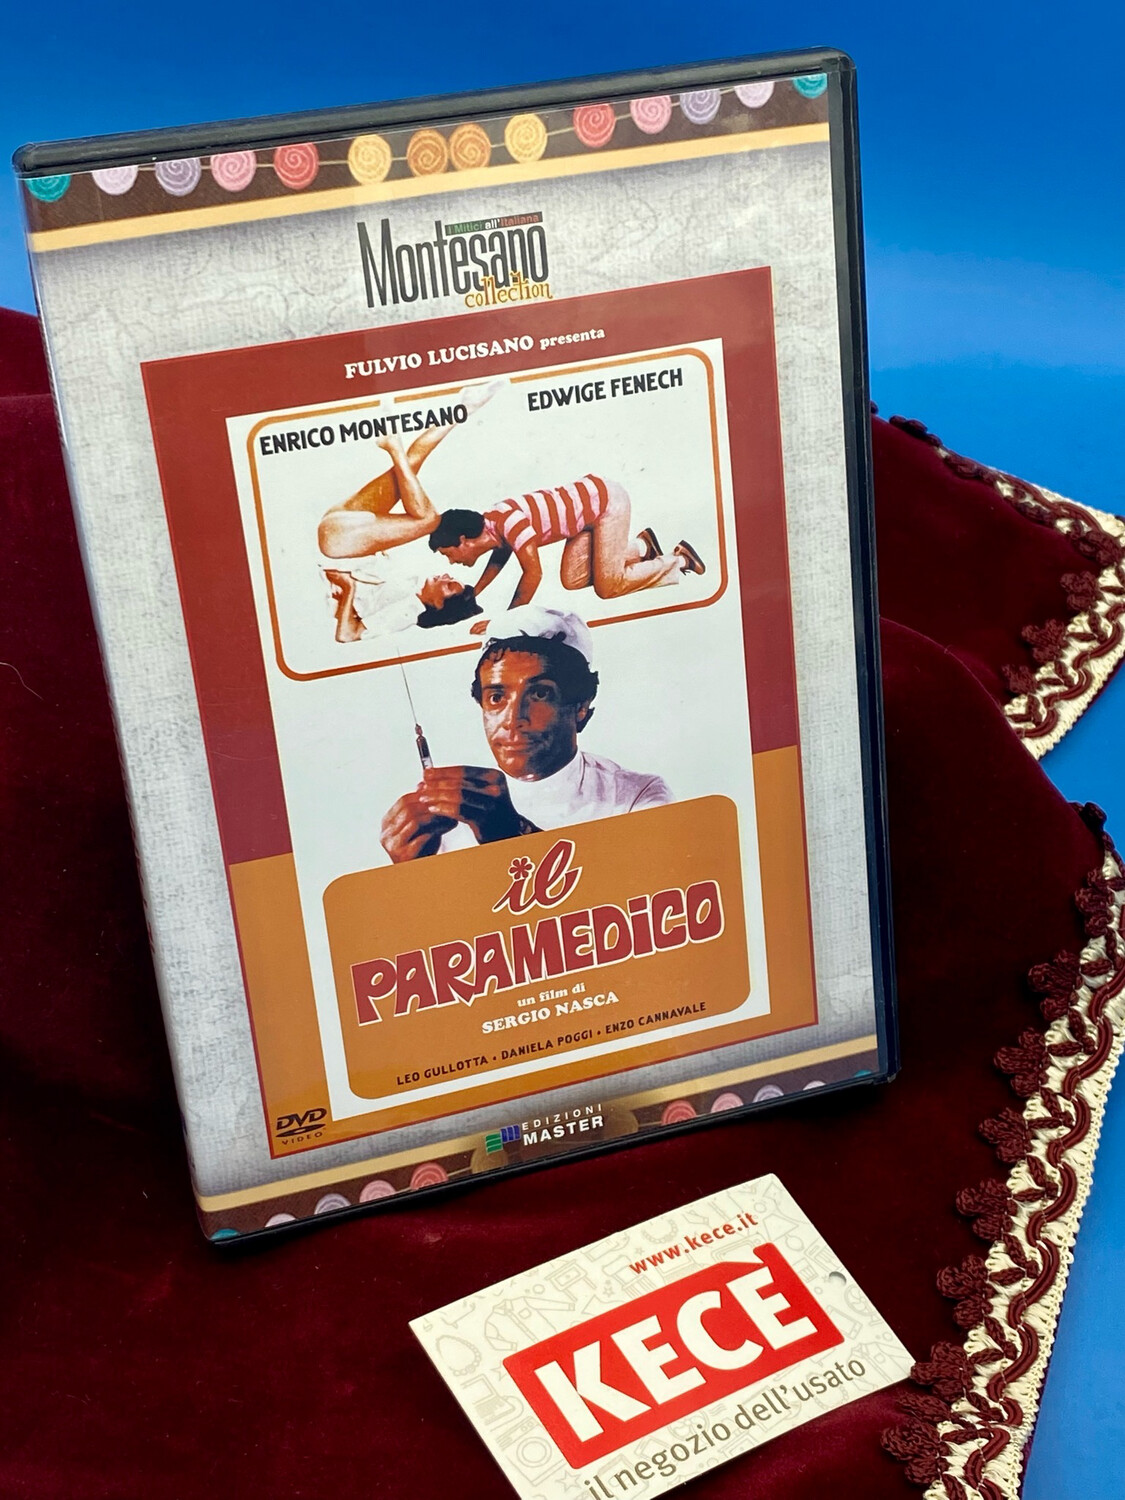 I Mitici all'Italiana
Montesano
collection
FULVIO LUCISANO presenta
ENRICO MONTESANO
EDWIGE FENECH
il
PARAMEDICO
un film di
SERGIO NASCA
LEO GULLOTTA • DANIELA POGGI • ENZO CANNAVALE
DVD
VIDEO
EDIZIONI
MASTER
www.kece.it
KECÈ
il negozio dell'usato